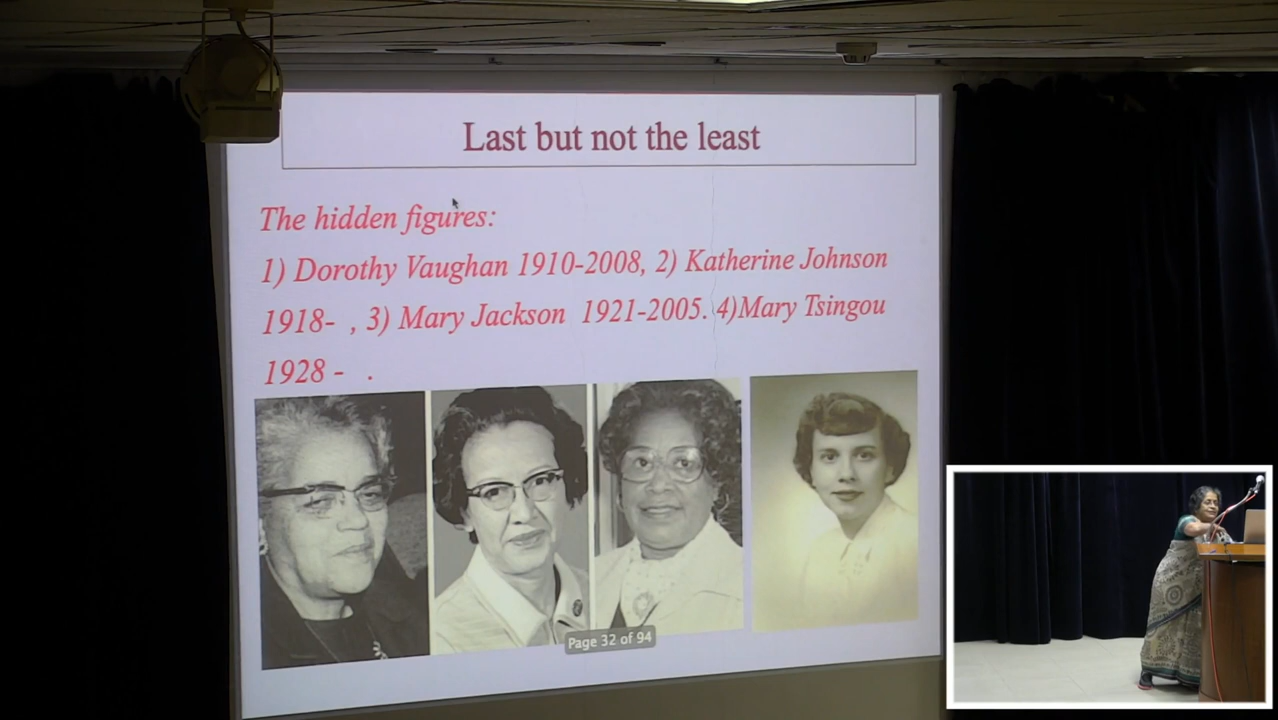 Last but not the least
The hidden figures:
1) Dorothy Vaughan 1910-2008, 2) Katherine Johnson
1918-  , 3) Mary Jackson  1921-2005. 4)Mary Tsingou
1928 -   .
Page 32 of 94